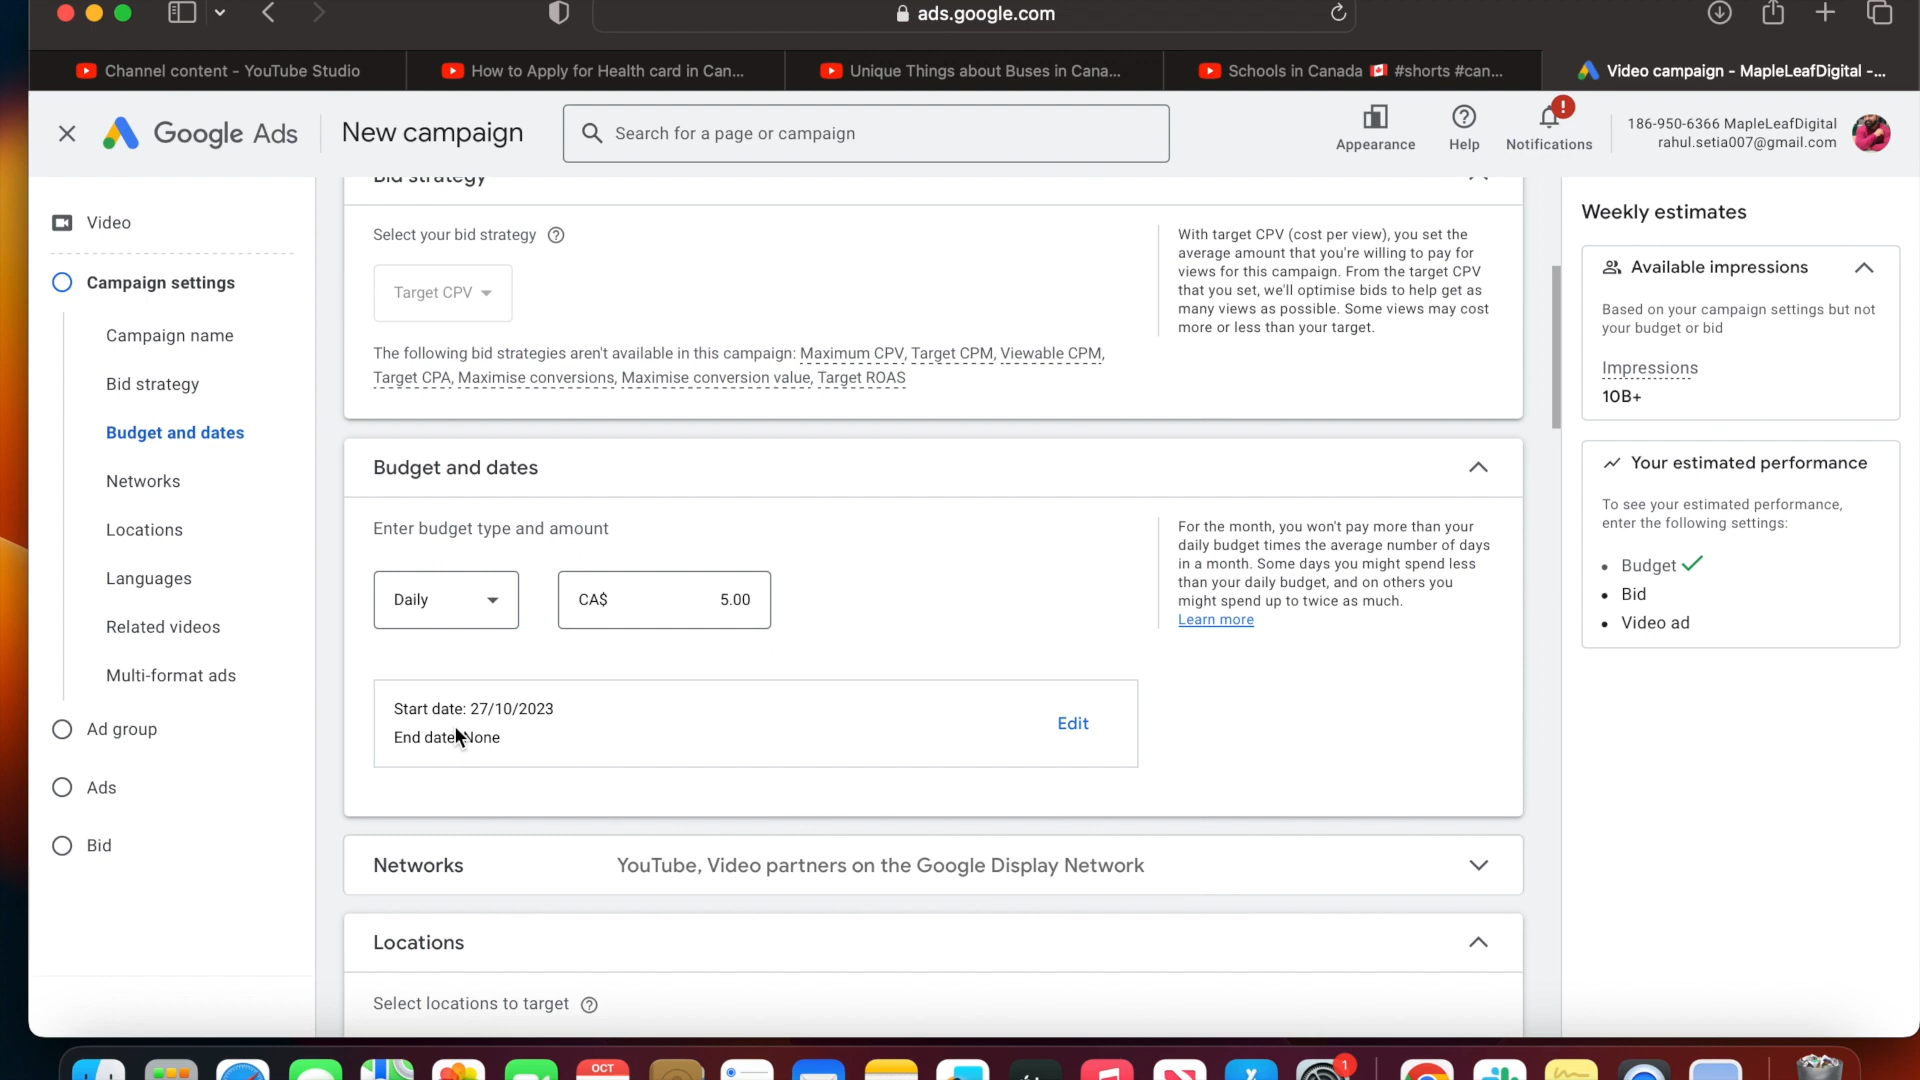 ads.google.com
Channel content - YouTube Studio
How to Apply for Health card in Can...
Unique Things about Buses in Cana...
Schools in Canada 🇨🇦 #shorts #can...
Video campaign - MapleLeafDigital -...
Google Ads
New campaign
Search for a page or campaign
Appearance
Help
!
Notifications
186-950-6366 MapleLeafDigital
rahul.setia007@gmail.com
Video
Campaign settings
Campaign name
Bid strategy
Budget and dates
Networks
Locations
Languages
Related videos
Multi-format ads
Ad group
Ads
Bid
Bid strategy
Select your bid strategy
Target CPV
The following bid strategies aren't available in this campaign: Maximum CPV, Target CPM, Viewable CPM,
Target CPA, Maximise conversions, Maximise conversion value, Target ROAS
With target CPV (cost per view), you set the
average amount that you're willing to pay for
views for this campaign. From the target CPV
that you set, we'll optimise bids to help get as
many views as possible. Some views may cost
more or less than your target.
Budget and dates
Enter budget type and amount
Daily
CA$ 5.00
For the month, you won't pay more than your
daily budget times the average number of days
in a month. Some days you might spend less
than your daily budget, and on others you
might spend up to twice as much.
Learn more
Start date: 27/10/2023
End date: None
Edit
Networks
YouTube, Video partners on the Google Display Network
Locations
Select locations to target
Weekly estimates
Available impressions
Based on your campaign settings but not
your budget or bid
Impressions
10B+
Your estimated performance
To see your estimated performance,
enter the following settings:
• Budget
• Bid
• Video ad
OCT
1